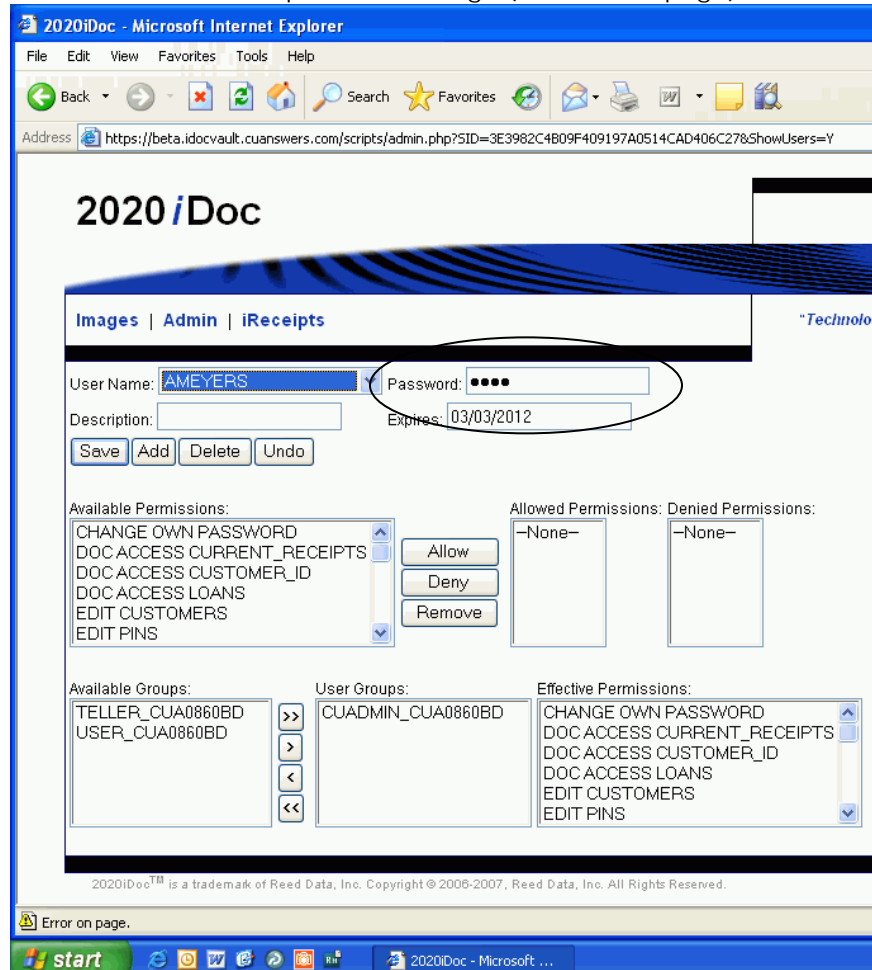 2020iDoc - Microsoft Internet Explorer
File Edit View Favorites Tools Help
Back Search Favorites
Address https://beta.idocvault.cuanswers.com/scripts/admin.php?SID=3E3982C4B09F409197A0514CAD406C27&ShowUsers=Y
2020 iDoc
Images | Admin | iReceipts "Technolo
User Name: AMEYERS Password: ●●●●
Description: Expires: 03/03/2012
Save Add Delete Undo
Available Permissions: Allowed Permissions: Denied Permissions:
CHANGE OWN PASSWORD –None– –None–
DOC ACCESS CURRENT_RECEIPTS Allow
DOC ACCESS CUSTOMER_ID
DOC ACCESS LOANS Deny
EDIT CUSTOMERS Remove
EDIT PINS
Available Groups: User Groups: Effective Permissions:
TELLER_CUA0860BD >> CUADMIN_CUA0860BD CHANGE OWN PASSWORD
USER_CUA0860BD DOC ACCESS CURRENT_RECEIPTS
> DOC ACCESS CUSTOMER_ID
< DOC ACCESS LOANS
EDIT CUSTOMERS
<< EDIT PINS
2020iDoc™ is a trademark of Reed Data, Inc. Copyright © 2006-2007, Reed Data, Inc. All Rights Reserved.
Error on page.
start 2020iDoc - Microsoft ...